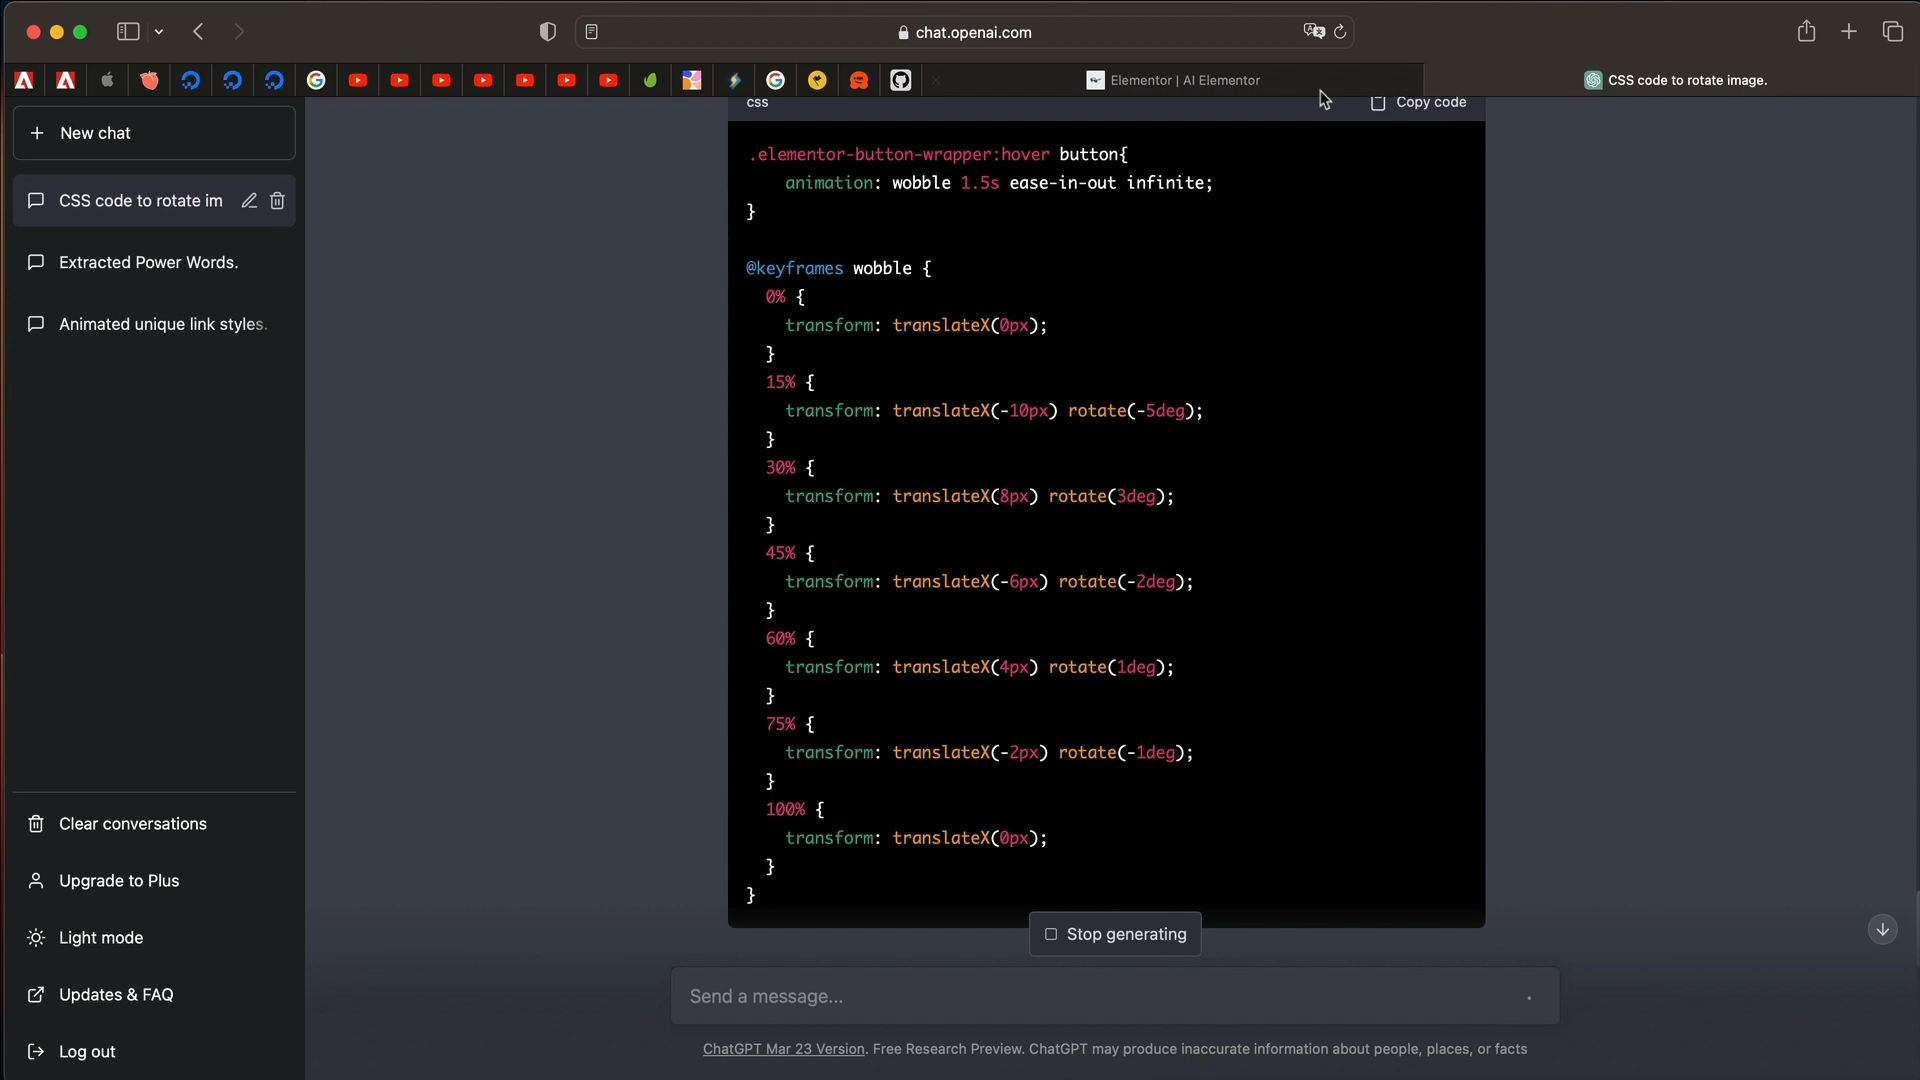 chat.openai.com
Elementor | AI Elementor
CSS code to rotate image.
New chat
CSS code to rotate im
Extracted Power Words.
Animated unique link styles.
Clear conversations
Upgrade to Plus
Light mode
Updates & FAQ
Log out
css
Copy code
.elementor-button-wrapper:hover button{
animation: wobble 1.5s ease-in-out infinite;
}
@keyframes wobble {
0% {
transform: translateX(0px);
}
15% {
transform: translateX(-10px) rotate(-5deg);
}
30% {
transform: translateX(8px) rotate(3deg);
}
45% {
transform: translateX(-6px) rotate(-2deg);
}
60% {
transform: translateX(4px) rotate(1deg);
}
75% {
transform: translateX(-2px) rotate(-1deg);
}
100% {
transform: translateX(0px);
}
}
Stop generating
Send a message...
ChatGPT Mar 23 Version. Free Research Preview. ChatGPT may produce inaccurate information about people, places, or facts